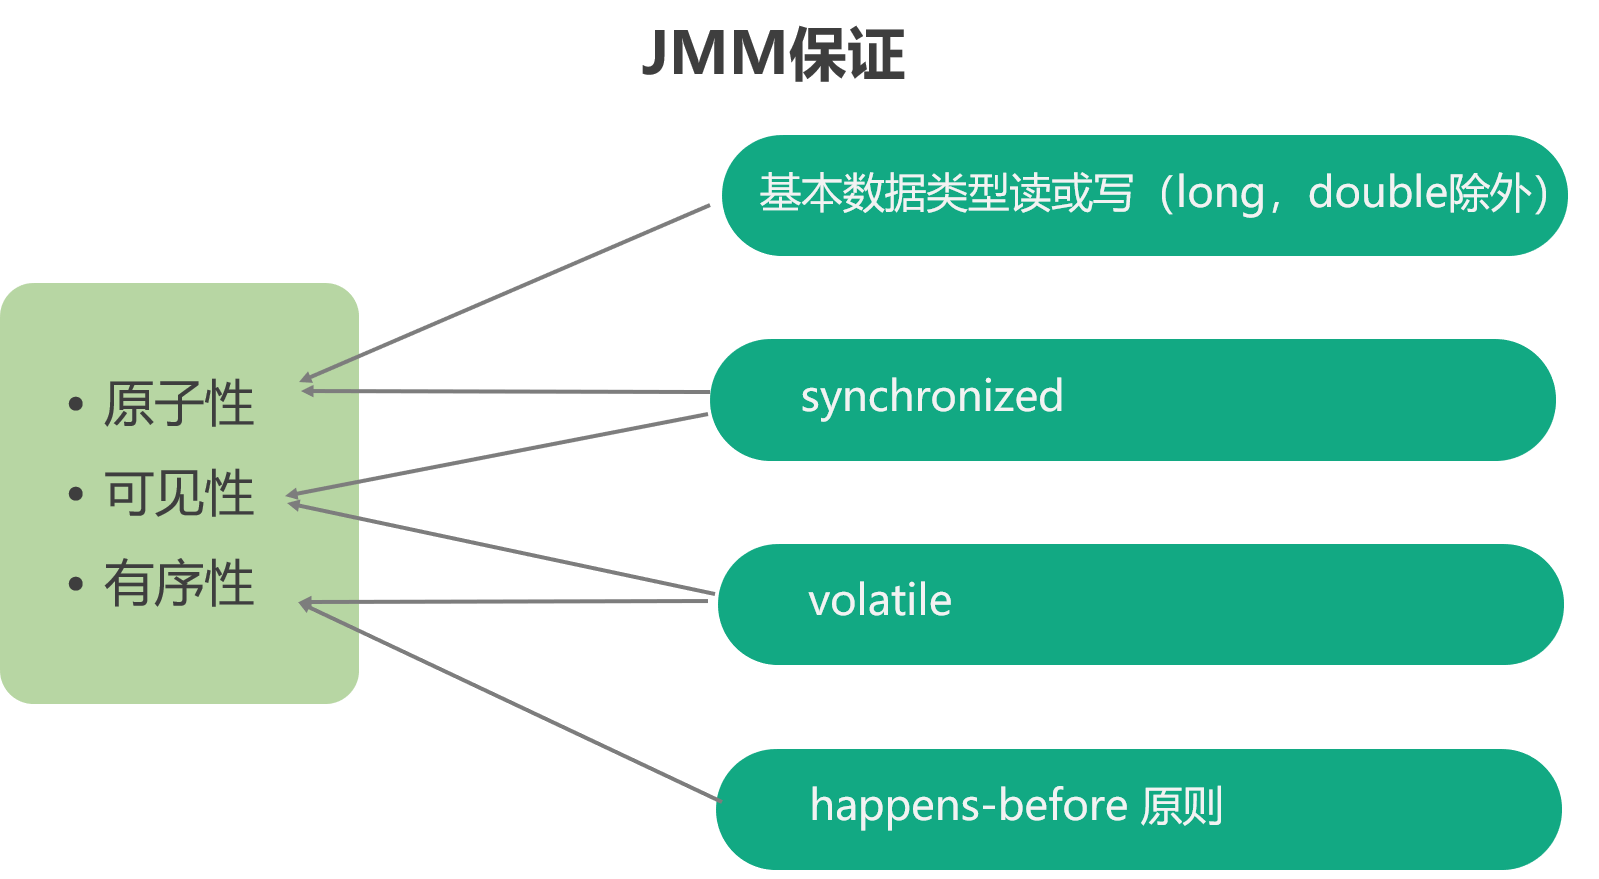 JMM保证
基本数据类型读或写（long，double除外）
synchronized
volatile
happens-before 原则
• 原子性
• 可见性
• 有序性